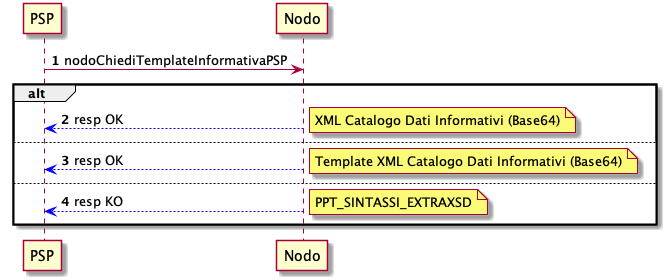 PSP Nodo
1 nodoChiediTemplateInformativaPSP
alt
2 resp OK XML Catalogo Dati Informativi (Base64)
3 resp OK Template XML Catalogo Dati Informativi (Base64)
4 resp KO PPT_SINTASSI_EXTRAXSD
PSP Nodo